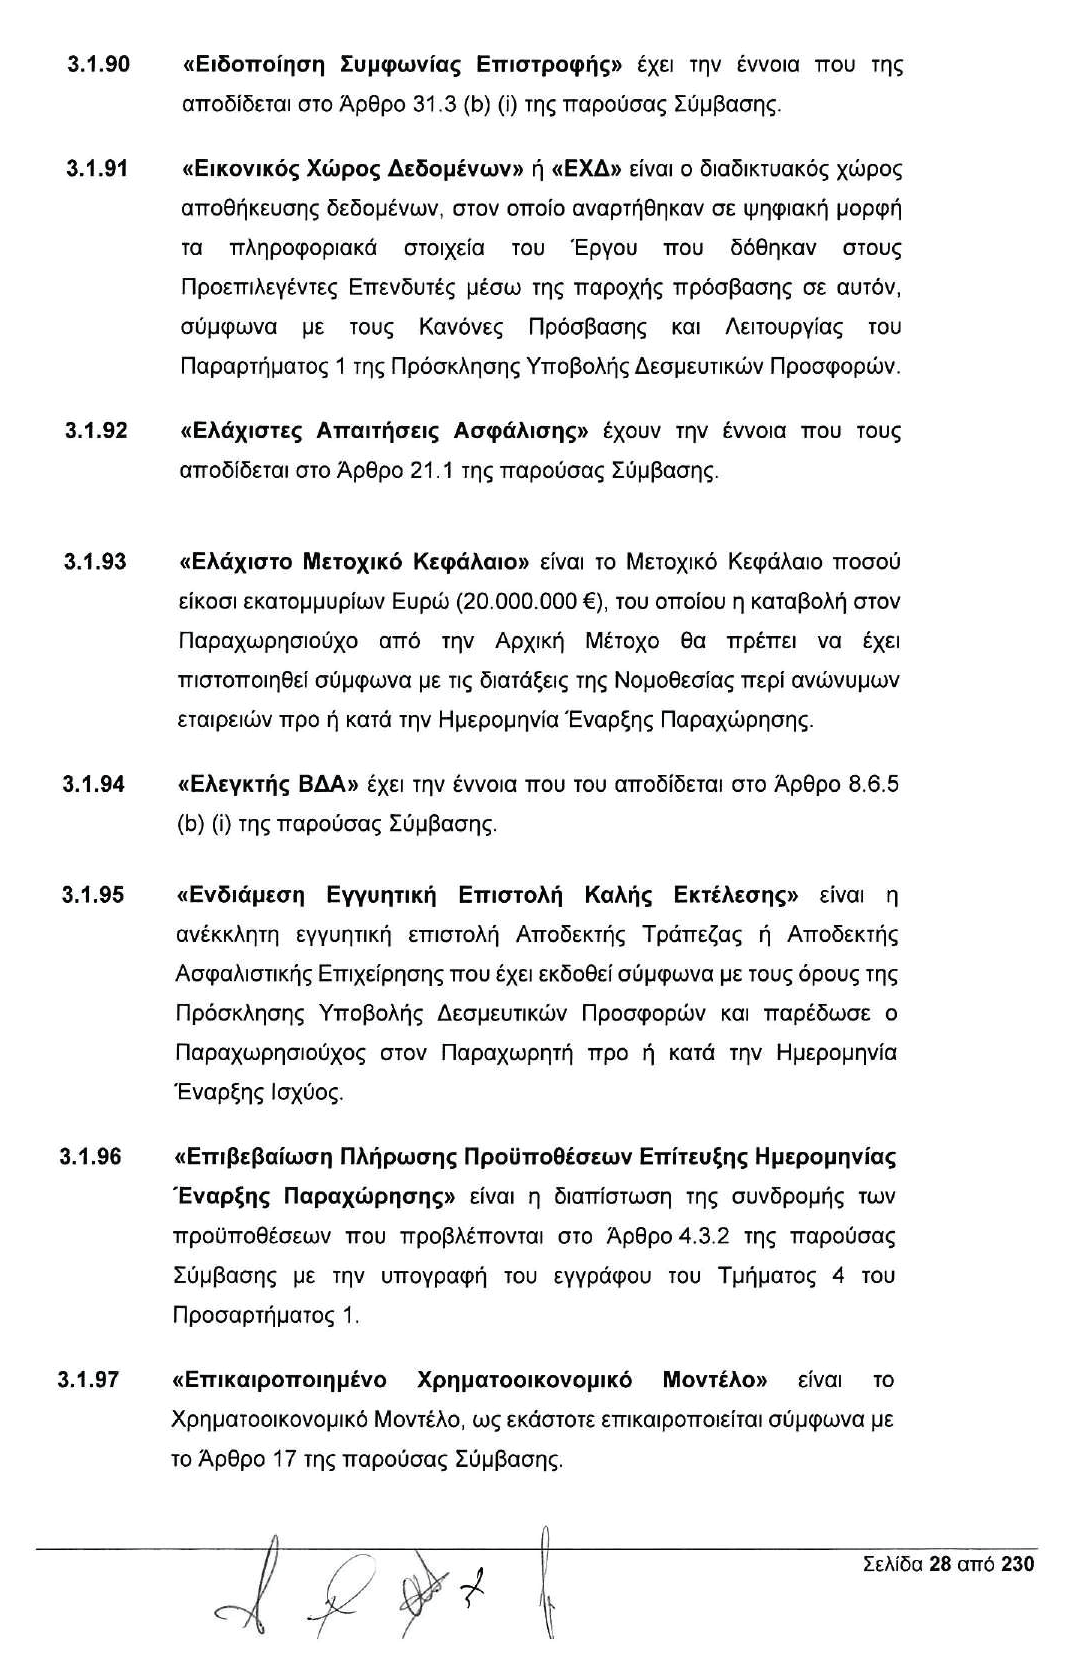 3.1.90 «Ειδοποίηση Συμφωνίας Επιστροφής» έχει την έννοια που της
αποδίδεται στο Άρθρο 31.3 (b) (i) της παρούσας Σύμβασης.
3.1.91 «Εικονικός Χώρος Δεδομένων» ή «ΕΧΔ» είναι ο διαδικτυακός χώρος
αποθήκευσης δεδομένων, στον οποίο αναρτήθηκαν σε ψηφιακή μορφή
τα πληροφοριακά στοιχεία του Έργου που δόθηκαν στους
Προεπιλεγέντες Επενδυτές μέσω της παροχής πρόσβασης σε αυτόν,
σύμφωνα με τους Κανόνες Πρόσβασης και Λειτουργίας του
Παραρτήματος 1 της Πρόσκλησης Υποβολής Δεσμευτικών Προσφορών.
3.1.92 «Ελάχιστες Απαιτήσεις Ασφάλισης» έχουν την έννοια που τους
αποδίδεται στο Άρθρο 21.1 της παρούσας Σύμβασης.
3.1.93 «Ελάχιστο Μετοχικό Κεφάλαιο» είναι το Μετοχικό Κεφάλαιο ποσού
είκοσι εκατομμυρίων Ευρώ (20.000.000 €), του οποίου η καταβολή στον
Παραχωρησιούχο από την Αρχική Μέτοχο θα πρέπει να έχει
πιστοποιηθεί σύμφωνα με τις διατάξεις της Νομοθεσίας περί ανώνυμων
εταιρειών προ ή κατά την Ημερομηνία Έναρξης Παραχώρησης.
3.1.94 «Ελεγκτής ΒΔΑ» έχει την έννοια που του αποδίδεται στο Άρθρο 8.6.5
(b) (i) της παρούσας Σύμβασης.
3.1.95 «Ενδιάμεση Εγγυητική Επιστολή Καλής Εκτέλεσης» είναι η
ανέκκλητη εγγυητική επιστολή Αποδεκτής Τράπεζας ή Αποδεκτής
Ασφαλιστικής Επιχείρησης που έχει εκδοθεί σύμφωνα με τους όρους της
Πρόσκλησης Υποβολής Δεσμευτικών Προσφορών και παρέδωσε ο
Παραχωρησιούχος στον Παραχωρητή προ ή κατά την Ημερομηνία
Έναρξης Ισχύος.
3.1.96 «Επιβεβαίωση Πλήρωσης Προϋποθέσεων Επίτευξης Ημερομηνίας
Έναρξης Παραχώρησης» είναι η διαπίστωση της συνδρομής των
προϋποθέσεων που προβλέπονται στο Άρθρο 4.3.2 της παρούσας
Σύμβασης με την υπογραφή του εγγράφου του Τμήματος 4 του
Προσαρτήματος 1.
3.1.97 «Επικαιροποιημένο Χρηματοοικονομικό Μοντέλο» είναι το
Χρηματοοικονομικό Μοντέλο, ως εκάστοτε επικαιροποιείται σύμφωνα με
το Άρθρο 17 της παρούσας Σύμβασης.
Σελίδα 28 από 230